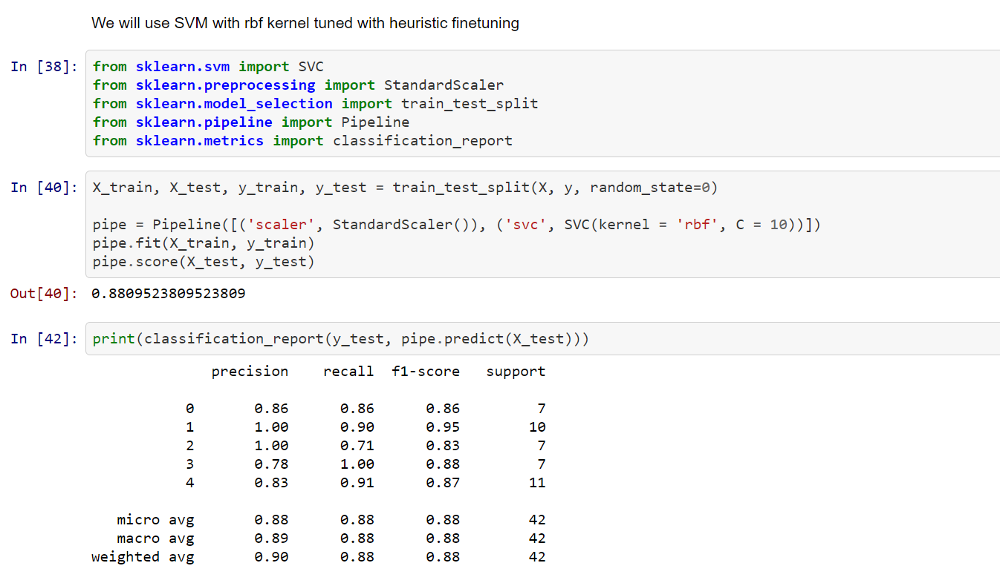 We will use SVM with rbf kernel tuned with heuristic finetuning
In [38]: from sklearn.svm import SVC
from sklearn.preprocessing import StandardScaler
from sklearn.model_selection import train_test_split
from sklearn.pipeline import Pipeline
from sklearn.metrics import classification_report
In [40]: X_train, X_test, y_train, y_test = train_test_split(X, y, random_state=0)
pipe = Pipeline([('scaler', StandardScaler()), ('svc', SVC(kernel = 'rbf', C = 10))])
pipe.fit(X_train, y_train)
pipe.score(X_test, y_test)
Out[40]: 0.8809523809523809
In [42]: print(classification_report(y_test, pipe.predict(X_test)))
precision recall f1-score support
0 0.86 0.86 0.86 7
1 1.00 0.90 0.95 10
2 1.00 0.71 0.83 7
3 0.78 1.00 0.88 7
4 0.83 0.91 0.87 11
micro avg 0.88 0.88 0.88 42
macro avg 0.89 0.88 0.88 42
weighted avg 0.90 0.88 0.88 42